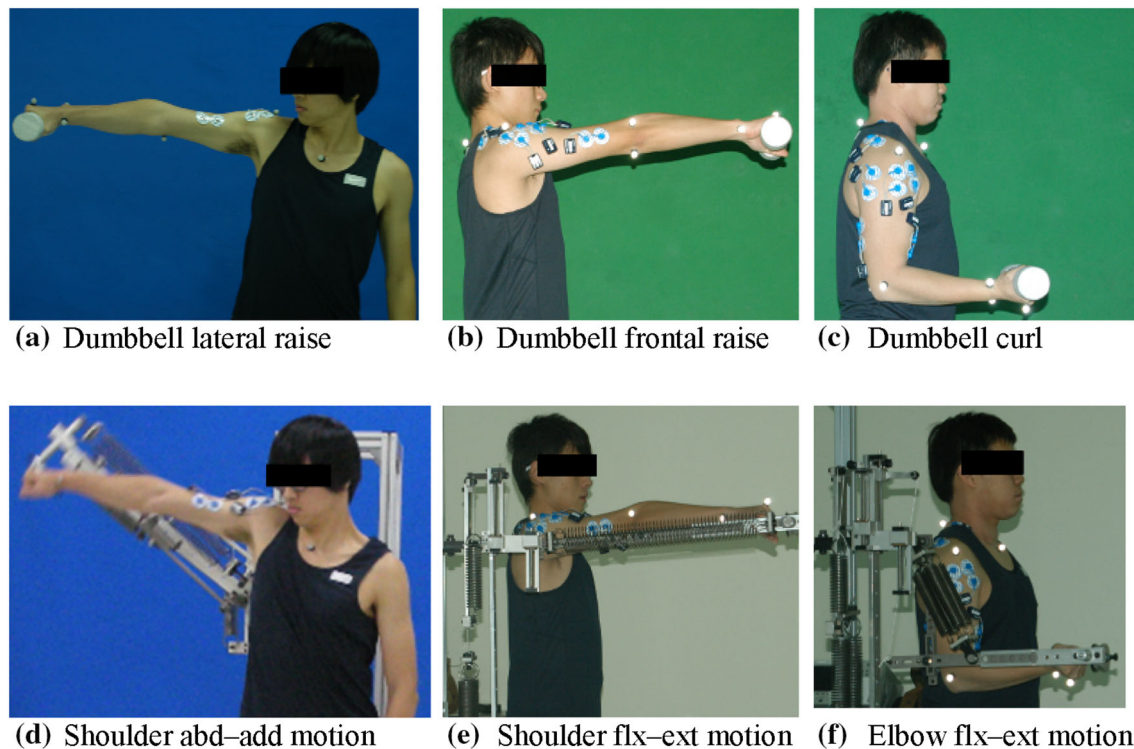 (a) Dumbbell lateral raise
(b) Dumbbell frontal raise
(c) Dumbbell curl
(d) Shoulder abd–add motion
(e) Shoulder flx–ext motion
(f) Elbow flx–ext motion